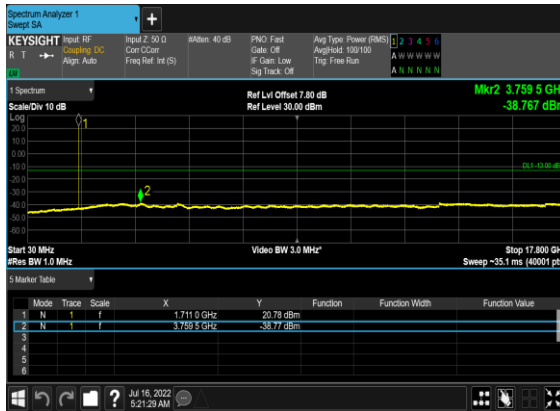 Spectrum Analyzer 1
Swept SA
+
KEYSIGHT Input: RF Input Z: 50 Ω #Atten: 40 dB PNO: Fast Avg Type: Power (RMS) 1 2 3 4 5 6
R T Coupling: DC Corr CCorr Gate: Off Avg|Hold: 100/100 A W W W W W
Align: Auto Freq Ref: Int (S) IF Gain: Low Trig: Free Run
LXI Sig Track: Off A N N N N N
1 Spectrum Ref Lvl Offset 7.80 dB Mkr2 3.759 5 GHz
Scale/Div 10 dB Ref Level 30.00 dBm -38.767 dBm
Log
20.0
10.0
0.00
-10.0
-20.0
-30.0
-40.0
-50.0
-60.0
1
DL1 -13.00 dB
2
Start 30 MHz Video BW 3.0 MHz* Stop 17.800 GH
#Res BW 1.0 MHz Sweep ~35.1 ms (40001 pts
5 Marker Table
Mode Trace Scale X Y Function Function Width Function Value
1 N 1 f 1.711 0 GHz 20.78 dBm
2 N 1 f 3.759 5 GHz -38.77 dBm
3
4
5
6
? Jul 16, 2022
5:21:29 AM